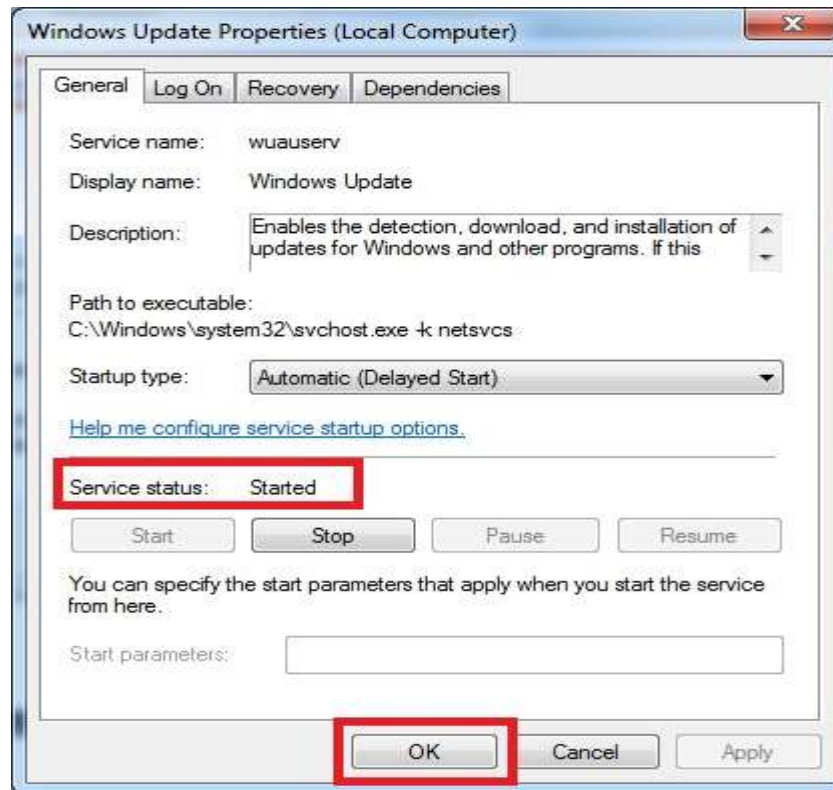 Windows Update Properties (Local Computer)
General Log On Recovery Dependencies
Service name: wuauserv
Display name: Windows Update
Description: Enables the detection, download, and installation of
updates for Windows and other programs. If this
Path to executable:
C:\Windows\system32\svchost.exe -k netsvcs
Startup type: Automatic (Delayed Start)
Help me configure service startup options.
Service status: Started
Start Stop Pause Resume
You can specify the start parameters that apply when you start the service
from here.
Start parameters:
OK Cancel Apply